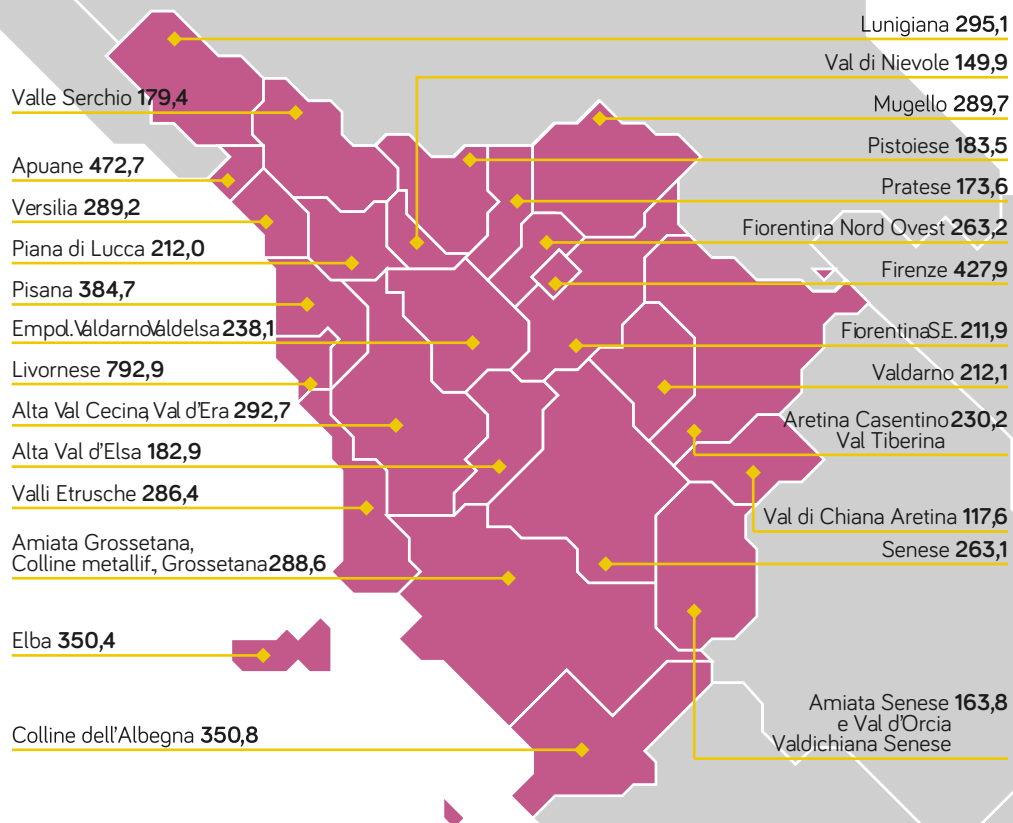 Lunigiana 295,1
Val di Nievole 149,9
Valle Serchio 179,4
Mugello 289,7
Pistoiese 183,5
Apuane 472,7
Pratese 173,6
Versilia 289,2
Fiorentina Nord Ovest 263,2
Piana di Lucca 212,0
Firenze 427,9
Pisana 384,7
Empol.ValdarnoValdelsa 238,1
Fiorentina S.E. 211,9
Livornese 792,9
Valdarno 212,1
Alta Val Cecina, Val d'Era 292,7
Aretina Casentino 230,2
Val Tiberina
Alta Val d'Elsa 182,9
Valli Etrusche 286,4
Val di Chiana Aretina 117,6
Amiata Grossetana,
Colline metallif., Grossetana 288,6
Senese 263,1
Elba 350,4
Amiata Senese 163,8
e Val d'Orcia
Valdichiana Senese
Colline dell'Albegna 350,8